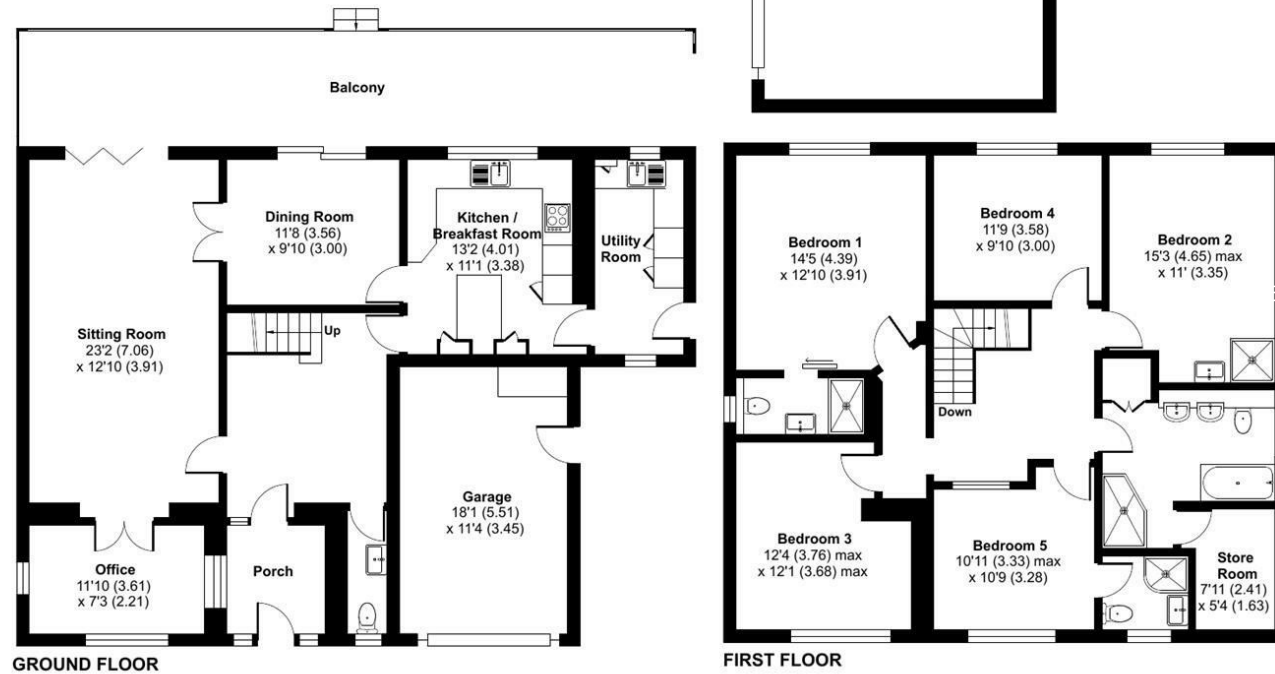 Balcony
Dining Room
11'8 (3.56)
x 9'10 (3.00)
Kitchen /
Breakfast Room
13'2 (4.01)
x 11'1 (3.38)
Utility
Room
Sitting Room
23'2 (7.06)
x 12'10 (3.91)
Up
Garage
18'1 (5.51)
x 11'4 (3.45)
Office
11'10 (3.61)
x 7'3 (2.21)
Porch
GROUND FLOOR
Bedroom 1
14'5 (4.39)
x 12'10 (3.91)
Bedroom 4
11'9 (3.58)
x 9'10 (3.00)
Bedroom 2
15'3 (4.65) max
x 11' (3.35)
Down
Bedroom 3
12'4 (3.76) max
x 12'1 (3.68) max
Bedroom 5
10'11 (3.33) max
x 10'9 (3.28)
Store
Room
7'11 (2.41)
x 5'4 (1.63)
FIRST FLOOR